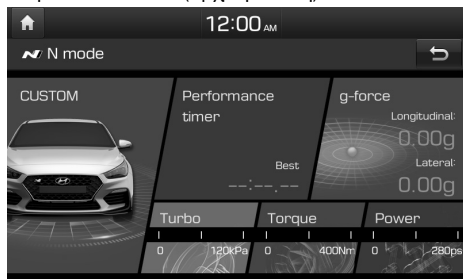 12:00 AM
N N mode
CUSTOM
Performance
timer
Best
--:--.--
g-force
Longitudinal:
0.00g
Lateral:
0.00g
Turbo
0 120kPa
Torque
0 400Nm
Power
0 280ps